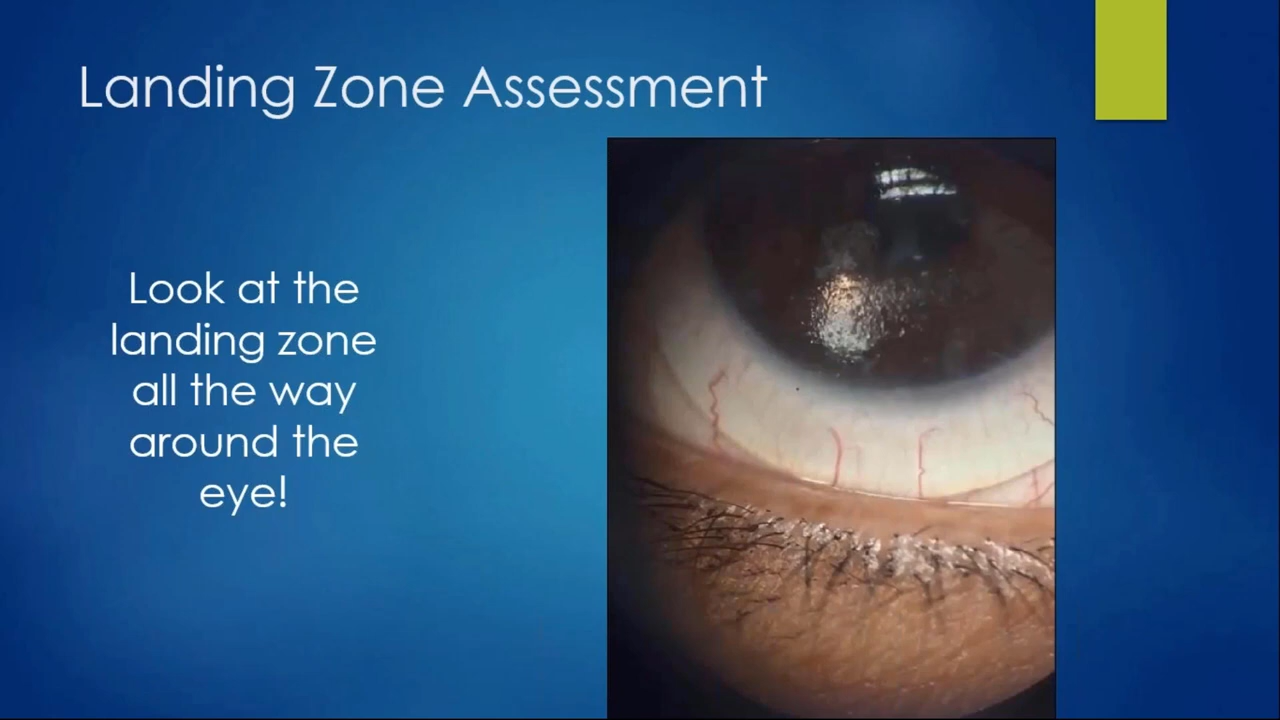 Landing Zone Assessment
Look at the
landing zone
all the way
around the
eye!